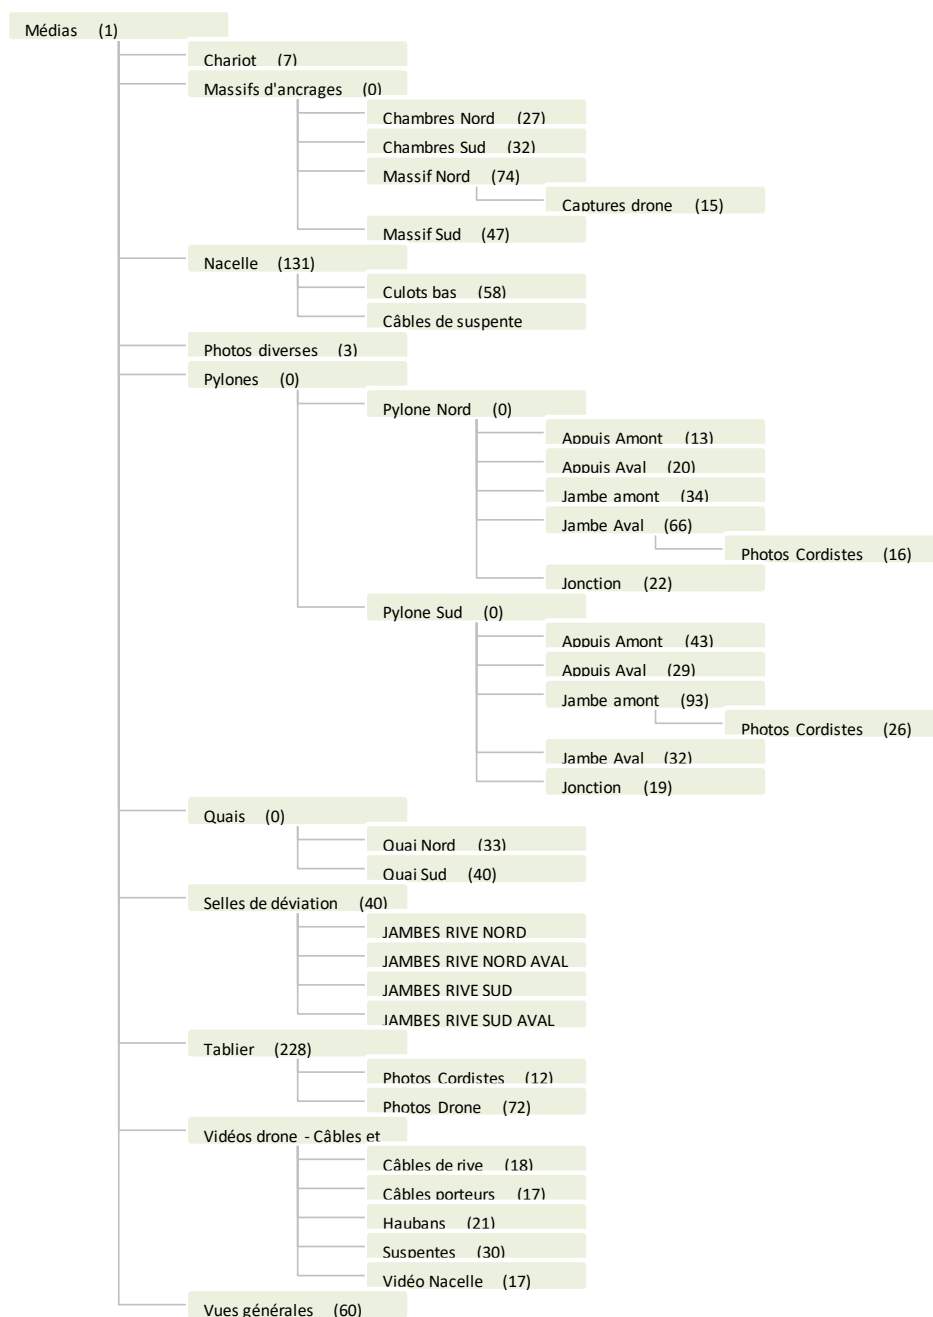 Médias (1)
Chariot (7)
Massifs d'ancrages (0)
Chambres Nord (27)
Chambres Sud (32)
Massif Nord (74)
Captures drone (15)
Massif Sud (47)
Nacelle (131)
Culots bas (58)
Câbles de suspente
Photos diverses (3)
Pylones (0)
Pylone Nord (0)
Appuis Amont (13)
Appuis Aval (20)
Jambe amont (34)
Jambe Aval (66)
Photos Cordistes (16)
Jonction (22)
Pylone Sud (0)
Appuis Amont (43)
Appuis Aval (29)
Jambe amont (93)
Photos Cordistes (26)
Jambe Aval (32)
Jonction (19)
Quais (0)
Quai Nord (33)
Quai Sud (40)
Selles de déviation (40)
JAMBES RIVE NORD
JAMBES RIVE NORD AVAL
JAMBES RIVE SUD
JAMBES RIVE SUD AVAL
Tablier (228)
Photos Cordistes (12)
Photos Drone (72)
Vidéos drone - Câbles et
Câbles de rive (18)
Câbles porteurs (17)
Haubans (21)
Suspentes (30)
Vidéo Nacelle (17)
Vues générales (60)